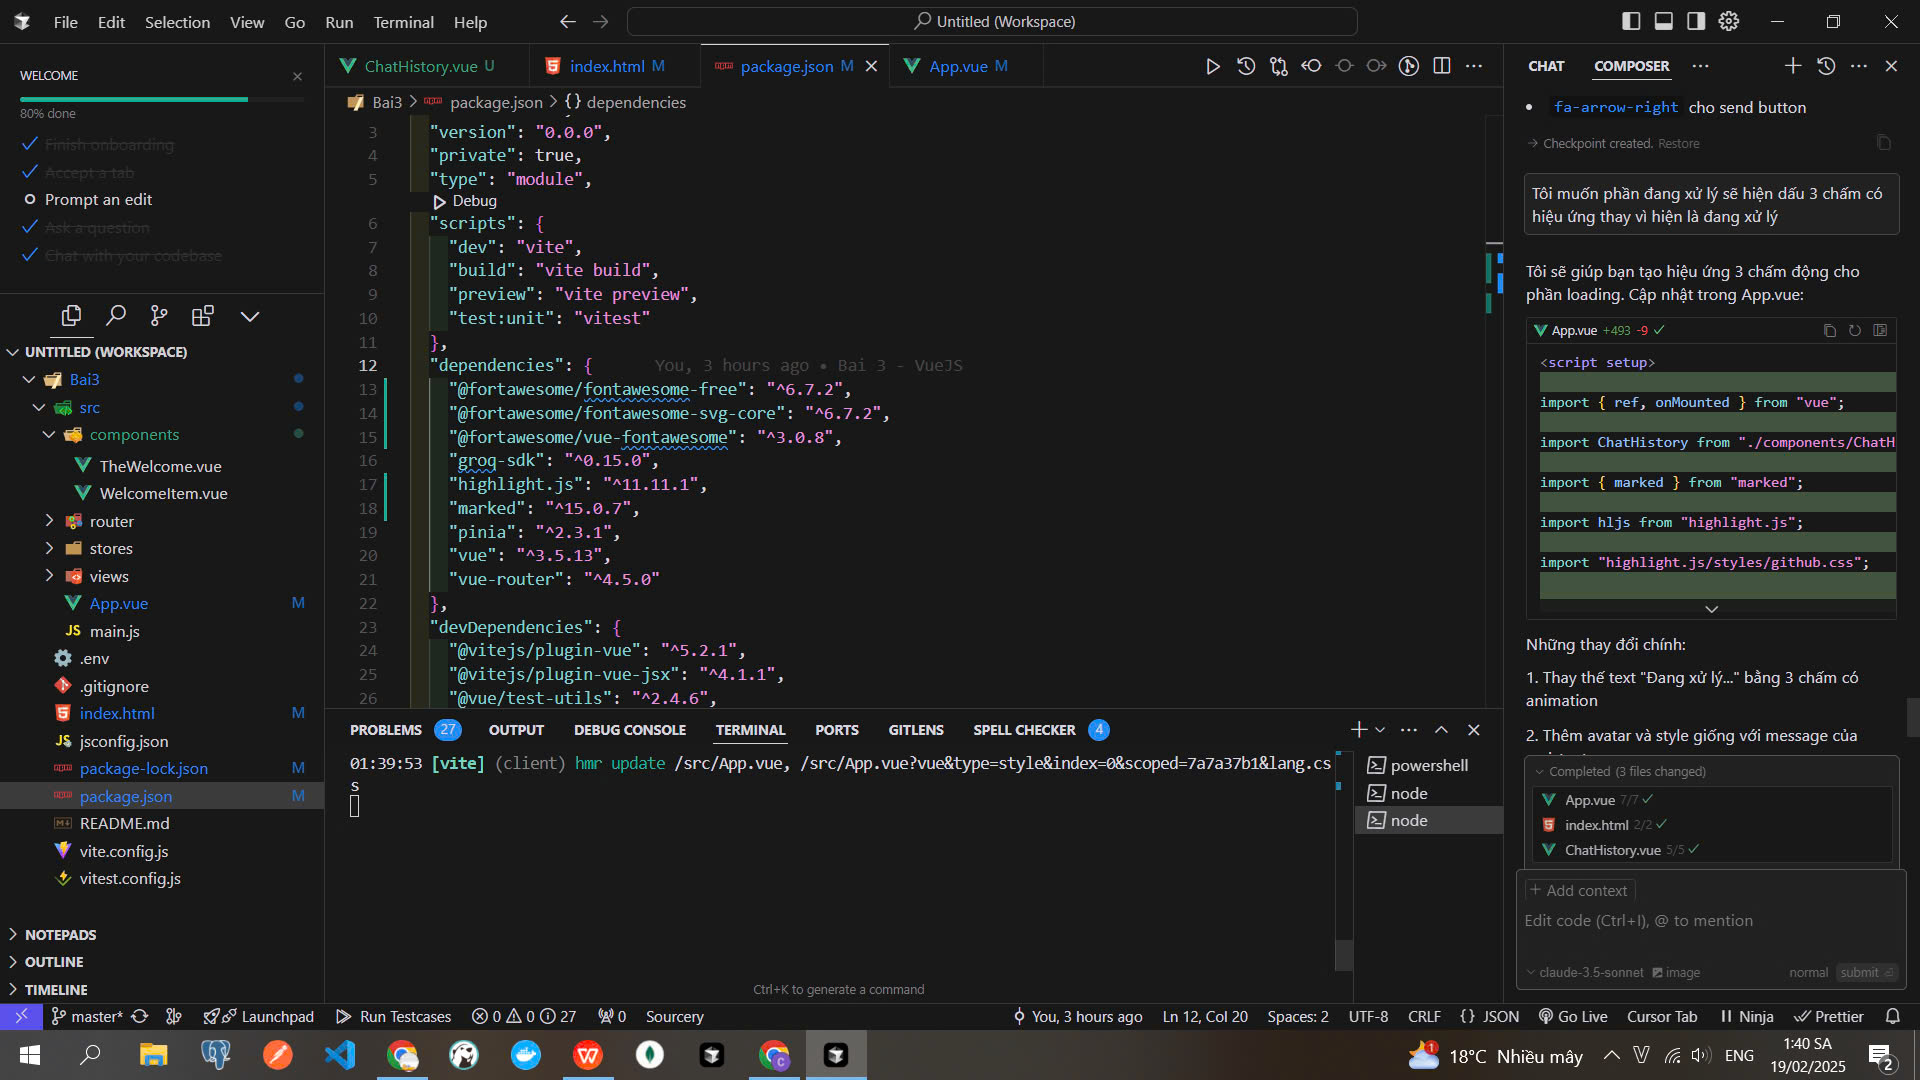 File Edit Selection View Go Run Terminal Help
Untitled (Workspace)
WELCOME
80% done
Finish onboarding
Accept a tab
Prompt an edit
Ask a question
Chat with your codebase
UNTITLED (WORKSPACE)
Bai3
src
components
TheWelcome.vue
WelcomeItem.vue
router
stores
views
App.vue M
JS main.js
.env
.gitignore
index.html M
JS jsconfig.json
package-lock.json M
package.json M
README.md
vite.config.js
vitest.config.js
NOTEPADS
OUTLINE
TIMELINE
ChatHistory.vue U
index.html M
package.json M
App.vue M
Bai3 > package.json > {} dependencies
3 "version": "0.0.0",
4 "private": true,
5 "type": "module",
Debug
6 "scripts": {
7 "dev": "vite",
8 "build": "vite build",
9 "preview": "vite preview",
10 "test:unit": "vitest"
11 },
12 "dependencies": { You, 3 hours ago • Bai 3 - VueJS
13 "@fortawesome/fontawesome-free": "^6.7.2",
14 "@fortawesome/fontawesome-svg-core": "^6.7.2",
15 "@fortawesome/vue-fontawesome": "^3.0.8",
16 "groq-sdk": "^0.15.0",
17 "highlight.js": "^11.11.1",
18 "marked": "^15.0.7",
19 "pinia": "^2.3.1",
20 "vue": "^3.5.13",
21 "vue-router": "^4.5.0"
22 },
23 "devDependencies": {
24 "@vitejs/plugin-vue": "^5.2.1",
25 "@vitejs/plugin-vue-jsx": "^4.1.1",
26 "@vue/test-utils": "^2.4.6",
PROBLEMS 27 OUTPUT DEBUG CONSOLE TERMINAL PORTS GITLENS SPELL CHECKER 4
01:39:53 [vite] (client) hmr update /src/App.vue, /src/App.vue?vue&type=style&index=0&scoped=7a7a37b1&lang.cs
s
powershell
node
node
Ctrl+K to generate a command
CHAT COMPOSER
fa-arrow-right cho send button
Checkpoint created. Restore
Tôi muốn phần đang xử lý sẽ hiện dấu 3 chấm có
hiệu ứng thay vì hiện là đang xử lý
Tôi sẽ giúp bạn tạo hiệu ứng 3 chấm động cho
phần loading. Cập nhật trong App.vue:
App.vue +493 -9
<script setup>
import { ref, onMounted } from "vue";
import ChatHistory from "./components/ChatH
import { marked } from "marked";
import hljs from "highlight.js";
import "highlight.js/styles/github.css";
Những thay đổi chính:
1. Thay thế text "Đang xử lý..." bằng 3 chấm có
animation
2. Thêm avatar và style giống với message của
Completed (3 files changed)
App.vue 7/7
index.html 2/2
ChatHistory.vue 5/5
+ Add context
Edit code (Ctrl+I), @ to mention
claude-3.5-sonnet image normal submit
master* Launchpad Run Testcases 0 0 27 0 Sourcery
You, 3 hours ago Ln 12, Col 20 Spaces: 2 UTF-8 CRLF {} JSON Go Live Cursor Tab Ninja Prettier
1 18°C Nhiều mây ENG
1:40 SA
19/02/2025
2